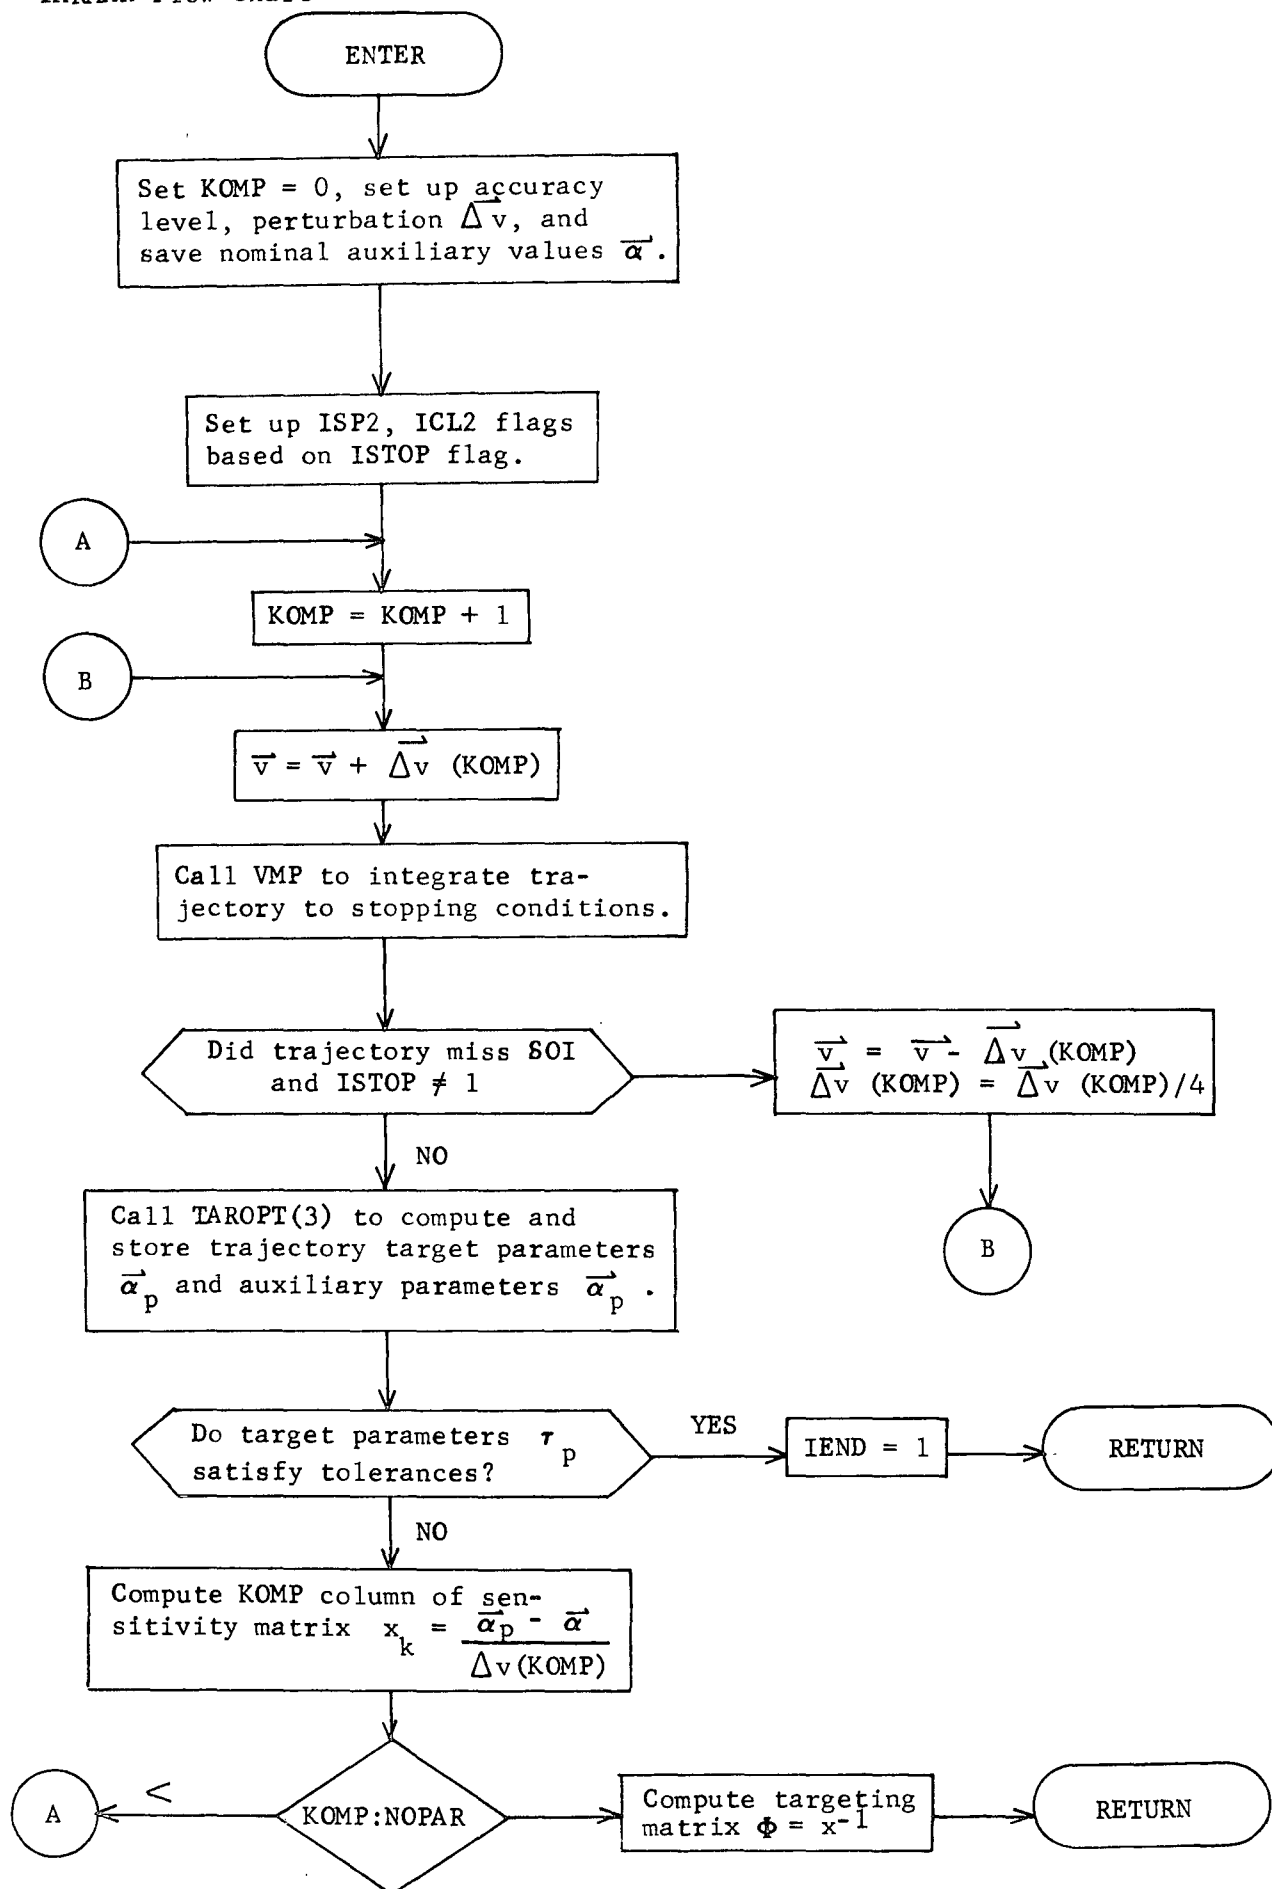 ENTER
Set KOMP = 0, set up accuracy
level, perturbation Δv⃗, and
save nominal auxiliary values α⃗.
Set up ISP2, ICL2 flags
based on ISTOP flag.
A
KOMP = KOMP + 1
B
v⃗ = v⃗ + Δv⃗ (KOMP)
Call VMP to integrate tra-
jectory to stopping conditions.
Did trajectory miss SOI
and ISTOP ≠ 1
v⃗ = v⃗ - Δv⃗ (KOMP)
Δv⃗ (KOMP) = Δv⃗ (KOMP)/4
NO
B
Call TAROPT(3) to compute and
store trajectory target parameters
α⃗p and auxiliary parameters α⃗p .
Do target parameters τp
satisfy tolerances?
YES
IEND = 1
RETURN
NO
Compute KOMP column of sen-
sitivity matrix xk = α⃗p - α⃗
Δv(KOMP)
A
<
KOMP:NOPAR
Compute targeting
matrix Φ = x-1
RETURN